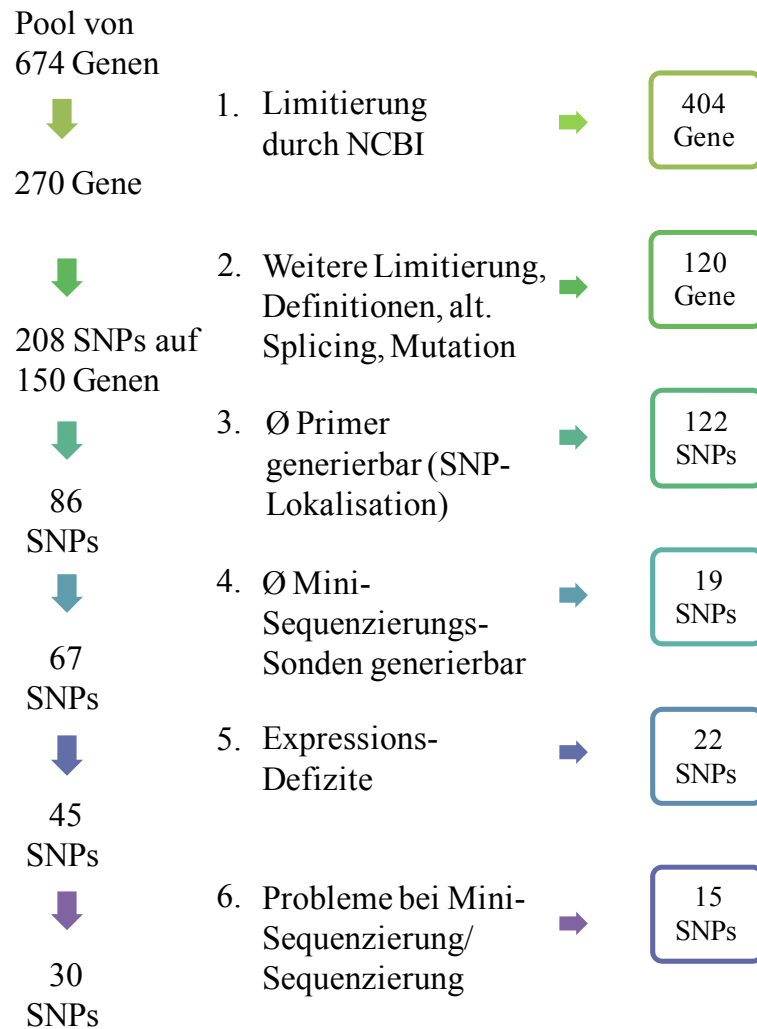 Pool von
674 Genen
1. Limitierung
durch NCBI
404
Gene
270 Gene
2. Weitere Limitierung,
Definitionen, alt.
Splicing, Mutation
120
Gene
208 SNPs auf
150 Genen
3. Ø Primer
generierbar (SNP-
Lokalisation)
122
SNPs
86
SNPs
4. Ø Mini-
Sequenzierungs-
Sonden generierbar
19
SNPs
67
SNPs
5. Expressions-
Defizite
22
SNPs
45
SNPs
6. Probleme bei Mini-
Sequenzierung/
Sequenzierung
15
SNPs
30
SNPs